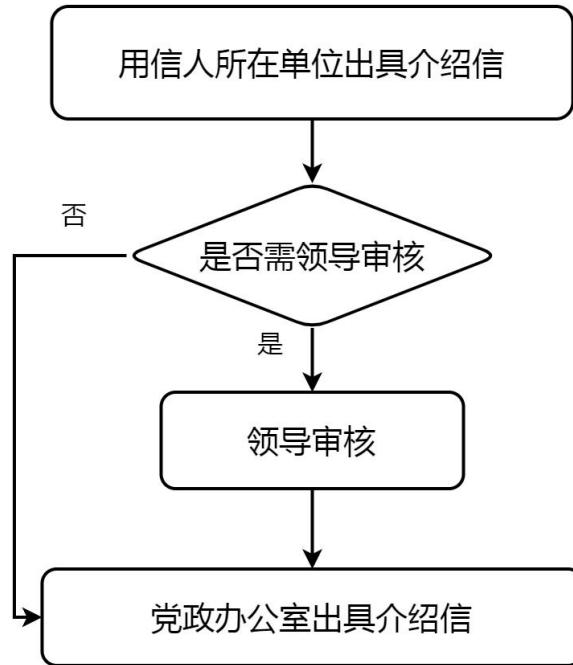 用信人所在单位出具介绍信
否
是否需领导审核
是
领导审核
党政办公室出具介绍信